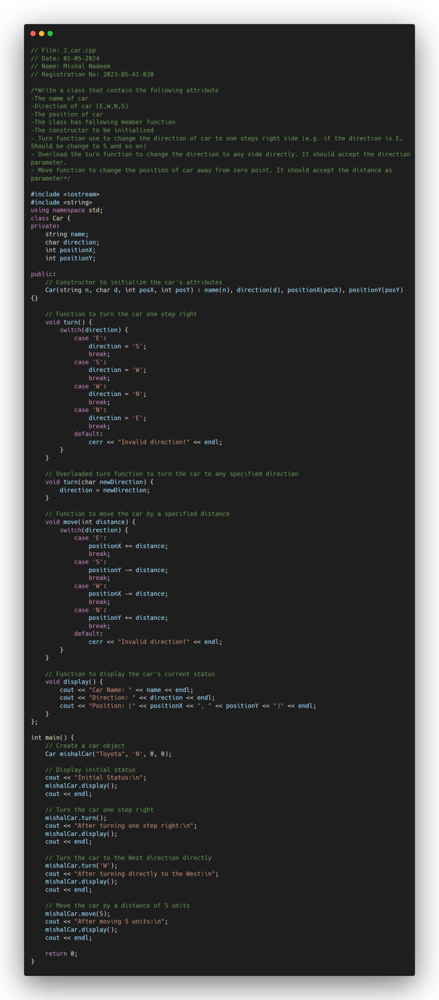 // File: 2_car.cpp
// Date: 01-05-2024
// Name: Mishal Nadeem
// Registration No: 2023-BS-AI-020

/*Write a class that contain the following attribute
-The name of car
-Direction of car (E,W,N,S)
-The position of car
-The class has fallowing member function
-The constructor to be initialized
- Turn function use to change the direction of car to one steps right side (e.g. if the direction is E,
Should be change to S and so on)
- Overload the turn function to change the direction to any side directly. It should accept the direction
parameter.
- Move function to change the position of car away from zero point. It should accept the distance as
parameter*/

#include <iostream>
#include <string>
using namespace std;
class Car {
private:
    string name;
    char direction;
    int positionX;
    int positionY;

public:
    // Constructor to initialize the car's attributes
    Car(string n, char d, int posX, int posY) : name(n), direction(d), positionX(posX), positionY(posY)
{}

    // Function to turn the car one step right
    void turn() {
        switch(direction) {
            case 'E':
                direction = 'S';
                break;
            case 'S':
                direction = 'W';
                break;
            case 'W':
                direction = 'N';
                break;
            case 'N':
                direction = 'E';
                break;
            default:
                cerr << "Invalid direction!" << endl;
        }
    }

    // Overloaded turn function to turn the car to any specified direction
    void turn(char newDirection) {
        direction = newDirection;
    }

    // Function to move the car by a specified distance
    void move(int distance) {
        switch(direction) {
            case 'E':
                positionX += distance;
                break;
            case 'S':
                positionY -= distance;
                break;
            case 'W':
                positionX -= distance;
                break;
            case 'N':
                positionY += distance;
                break;
            default:
                cerr << "Invalid direction!" << endl;
        }
    }

    // Function to display the car's current status
    void display() {
        cout << "Car Name: " << name << endl;
        cout << "Direction: " << direction << endl;
        cout << "Position: (" << positionX << ", " << positionY << ")" << endl;
    }
};

int main() {
    // Create a car object
    Car mishalCar("Toyota", 'N', 0, 0);

    // Display initial status
    cout << "Initial Status:\n";
    mishalCar.display();
    cout << endl;

    // Turn the car one step right
    mishalCar.turn();
    cout << "After turning one step right:\n";
    mishalCar.display();
    cout << endl;

    // Turn the car to the West direction directly
    mishalCar.turn('W');
    cout << "After turning directly to the West:\n";
    mishalCar.display();
    cout << endl;

    // Move the car by a distance of 5 units
    mishalCar.move(5);
    cout << "After moving 5 units:\n";
    mishalCar.display();
    cout << endl;

    return 0;
}